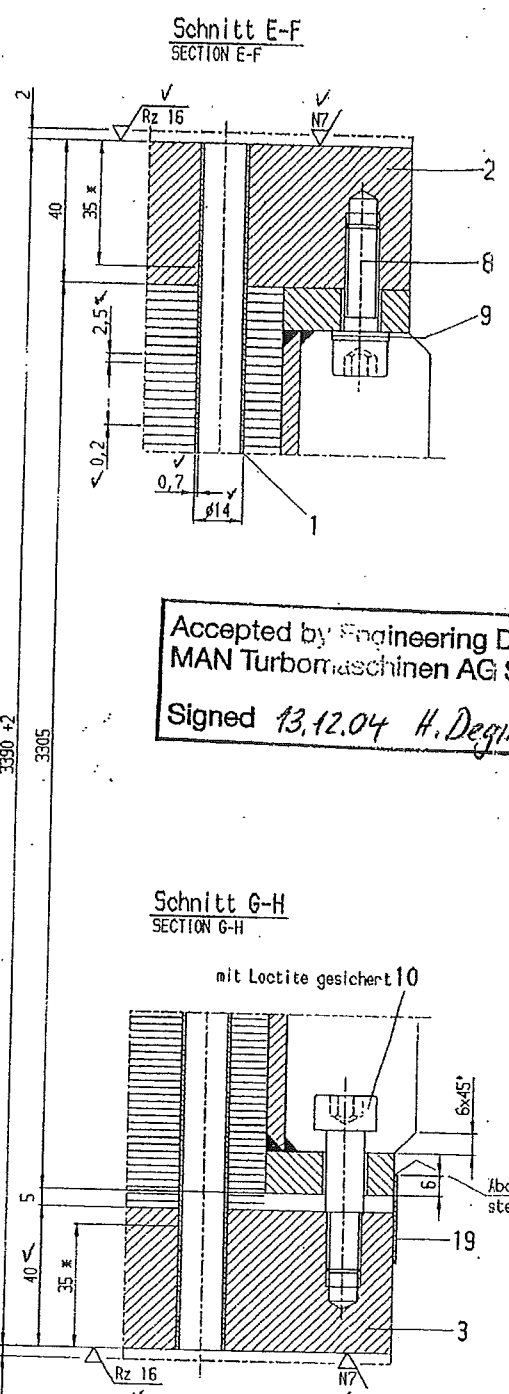 Schnitt E-F
SECTION E-F
2
Rz 16
N7
2
40
35 *
8
9
2,5 *
0,2
0,7
ø14
1
Accepted by Engineering D
MAN Turbomaschinen AG S
Signed 13.12.04 H.
3390 +2
3305
Schnitt G-H
SECTION G-H
mit Loctite gesichert 10
6x45°
6
5
19
40
35 *
3
Rz 16
N7